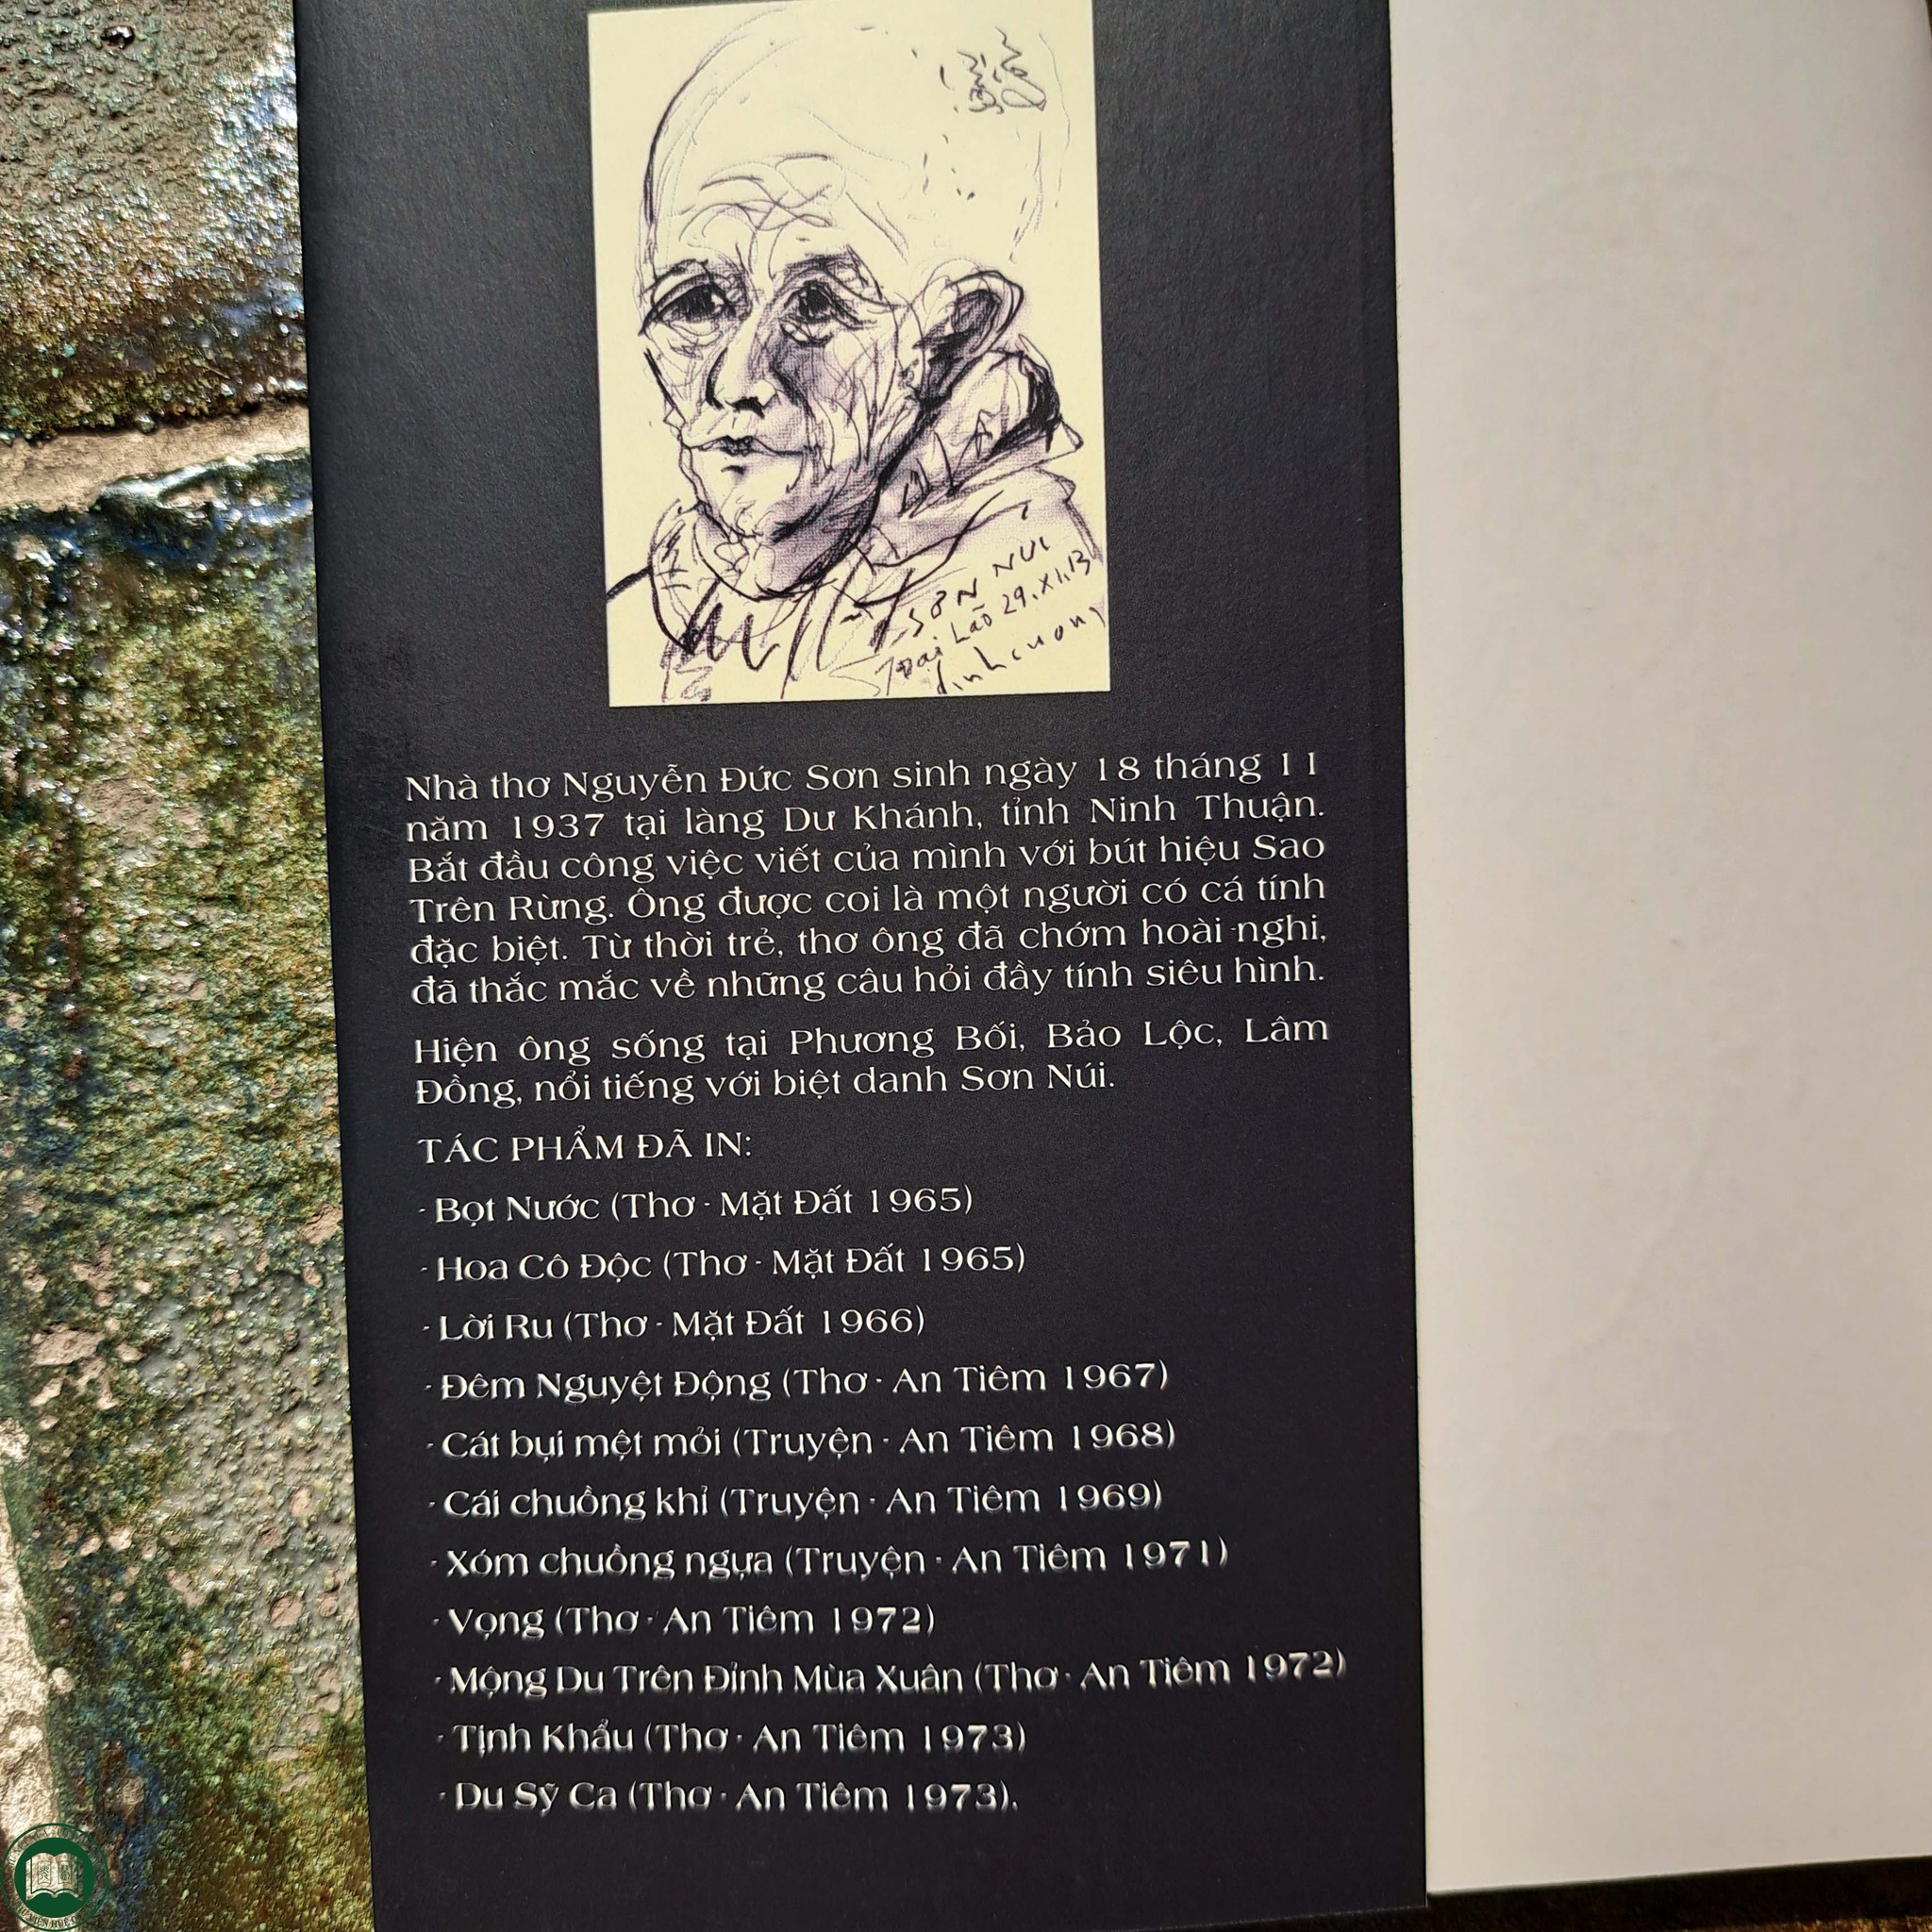 SƠN NÚI
Đại Lão 29.XI.13
dinhcuong
Nhà thơ Nguyễn Đức Sơn sinh ngày 18 tháng 11
năm 1937 tại làng Dư Khánh, tỉnh Ninh Thuận.
Bắt đầu công việc viết của mình với bút hiệu Sao
Trên Rừng. Ông được coi là một người có cá tính
đặc biệt. Từ thời trẻ, thơ ông đã chớm hoài nghi,
đã thắc mắc về những câu hỏi đầy tính siêu hình.
Hiện ông sống tại Phương Bối, Bảo Lộc, Lâm
Đồng, nổi tiếng với biệt danh Sơn Núi.
TÁC PHẨM ĐÃ IN:
- Bọt Nước (Thơ - Mặt Đất 1965)
- Hoa Cô Độc (Thơ - Mặt Đất 1965)
- Lời Ru (Thơ - Mặt Đất 1966)
- Đêm Nguyệt Động (Thơ - An Tiêm 1967)
- Cát bụi mệt mỏi (Truyện - An Tiêm 1968)
- Cái chuồng khỉ (Truyện - An Tiêm 1969)
- Xóm chuồng ngựa (Truyện - An Tiêm 1971)
- Vọng (Thơ - An Tiêm 1972)
- Mộng Du Trên Đỉnh Mùa Xuân (Thơ - An Tiêm 1972)
- Tịnh Khẩu (Thơ - An Tiêm 1973)
- Du Sỹ Ca (Thơ - An Tiêm 1973).